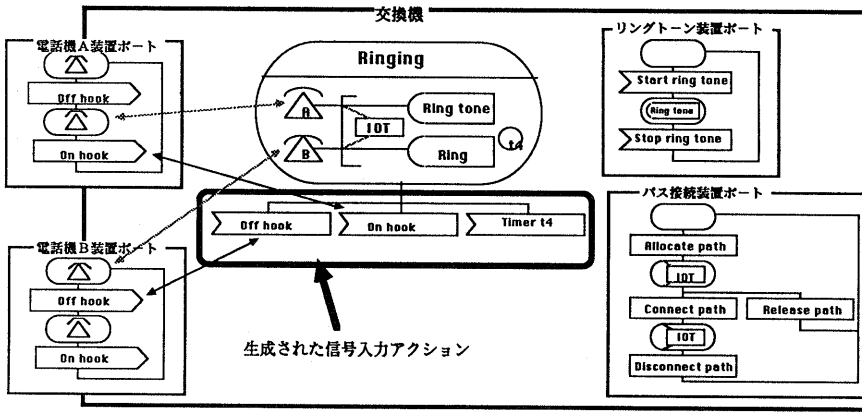 交換機
電話機A装置ポート
Off hook
On hook
電話機B装置ポート
Off hook
On hook
Ringing
A
Ring tone
IOT
B
Ring
t4
Off hook
On hook
Timer t4
生成された信号入力アクション
リングトーン装置ポート
Start ring tone
Ring tone
Stop ring tone
パス接続装置ポート
Allocate path
IOT
Connect path
Release path
IOT
Disconnect path